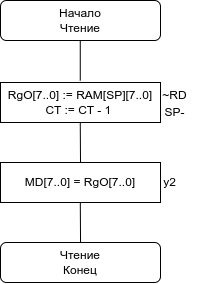 Начало
Чтение
RgO[7..0] := RAM[SP][7..0]
CT := CT - 1
~RD
SP-
MD[7..0] = RgO[7..0]
y2
Чтение
Конец